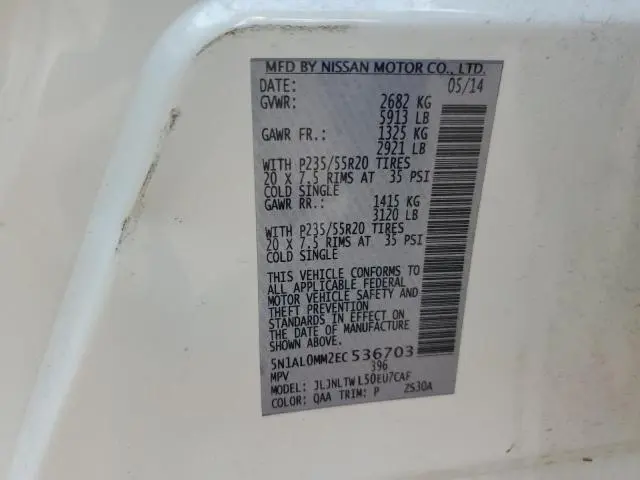 MFD BY NISSAN MOTOR CO., LTD.
DATE: 05/14
GVWR: 2682 KG
5913 LB
GAWR FR.: 1325 KG
2921 LB
WITH P235/55R20 TIRES
20 X 7.5 RIMS AT 35 PSI
COLD SINGLE
GAWR RR.: 1415 KG
3120 LB
WITH P235/55R20 TIRES
20 X 7.5 RIMS AT 35 PSI
COLD SINGLE
THIS VEHICLE CONFORMS TO
ALL APPLICABLE FEDERAL
MOTOR VEHICLE SAFETY AND
THEFT PREVENTION
STANDARDS IN EFFECT ON
THE DATE OF MANUFACTURE
SHOWN ABOVE.
5N1AL0MM2EC536703
MPV 396
MODEL: JLJNLTWL50EU7CAF
COLOR: QAA TRIM: P ZS30A